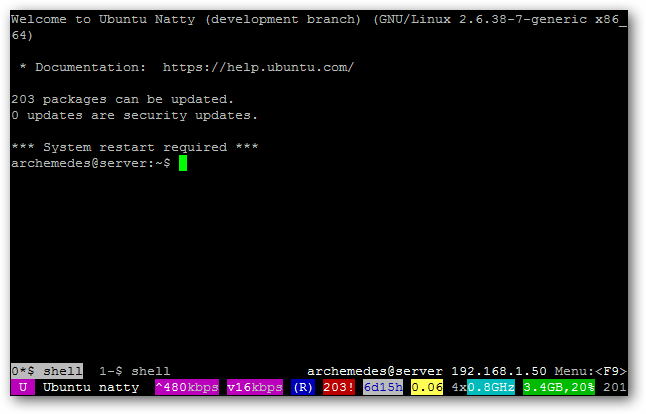 Welcome to Ubuntu Natty (development branch) (GNU/Linux 2.6.38-7-generic x86_
64)
* Documentation:  https://help.ubuntu.com/
203 packages can be updated.
0 updates are security updates.
*** System restart required ***
archemedes@server:~$
0*$ shell  1-$ shell archemedes@server 192.168.1.50 Menu:<F9>
U Ubuntu natty ^480kbps v16kbps (R) 203! 6d15h 0.06 4x0.8GHz 3.4GB,20% 201